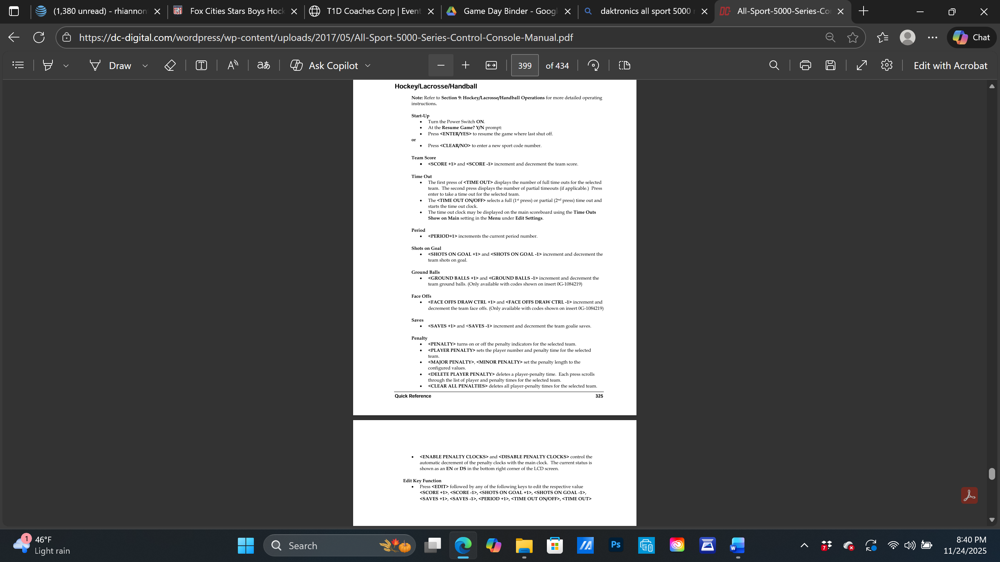 (1,380 unread) - rhiannon
Fox Cities Stars Boys Hock
T1D Coaches Corp | Event
Game Day Binder - Googl
daktronics all sport 5000
All-Sport-5000-Series-Co
https://dc-digital.com/wordpress/wp-content/uploads/2017/05/All-Sport-5000-Series-Control-Console-Manual.pdf
Chat
Draw
Ask Copilot
399
of 434
Edit with Acrobat
Hockey/Lacrosse/Handball
Note: Refer to Section 9: Hockey/Lacrosse/Handball Operations for more detailed operating
instructions.
Start-Up
• Turn the Power Switch ON.
• At the Resume Game? Y/N prompt:
• Press <ENTER/YES> to resume the game where last shut off.
or
• Press <CLEAR/NO> to enter a new sport code number.
Team Score
• <SCORE +1> and <SCORE -1> increment and decrement the team score.
Time Out
• The first press of <TIME OUT> displays the number of full time outs for the selected
team. The second press displays the number of partial timeouts (if applicable.) Press
enter to take a time out for the selected team.
• The <TIME OUT ON/OFF> selects a full (1st press) or partial (2nd press) time out and
starts the time out clock.
• The time out clock may be displayed on the main scoreboard using the Time Outs
Show on Main setting in the Menu under Edit Settings.
Period
• <PERIOD+1> increments the current period number.
Shots on Goal
• <SHOTS ON GOAL +1> and <SHOTS ON GOAL -1> increment and decrement the
team shots on goal.
Ground Balls
• <GROUND BALLS +1> and <GROUND BALLS -1> increment and decrement the
team ground balls. (Only available with codes shown on insert 0G-1084219)
Face Offs
• <FACE OFFS DRAW CTRL +1> and <FACE OFFS DRAW CTRL -1> increment and
decrement the team face offs. (Only available with codes shown on insert 0G-1084219)
Saves
• <SAVES +1> and <SAVES -1> increment and decrement the team goalie saves.
Penalty
• <PENALTY> turns on or off the penalty indicators for the selected team.
• <PLAYER PENALTY> sets the player number and penalty time for the selected
team.
• <MAJOR PENALTY>, <MINOR PENALTY> set the penalty length to the
configured values.
• <DELETE PLAYER PENALTY> deletes a player-penalty time. Each press scrolls
through the list of player and penalty times for the selected team.
• <CLEAR ALL PENALTIES> deletes all player-penalty times for the selected team.
Quick Reference 325
• <ENABLE PENALTY CLOCKS> and <DISABLE PENALTY CLOCKS> control the
automatic decrement of the penalty clocks with the main clock. The current status is
shown as an EN or DS in the bottom right corner of the LCD screen.
Edit Key Function
• Press <EDIT> followed by any of the following keys to edit the respective value
<SCORE +1>, <SCORE -1>, <SHOTS ON GOAL +1>, <SHOTS ON GOAL -1>,
<SAVES +1>, <SAVES -1>, <PERIOD +1>, <TIME OUT ON/OFF>, <TIME OUT>
1
46°F
Light rain
Search
Ps
W
7
8:40 PM
11/24/2025